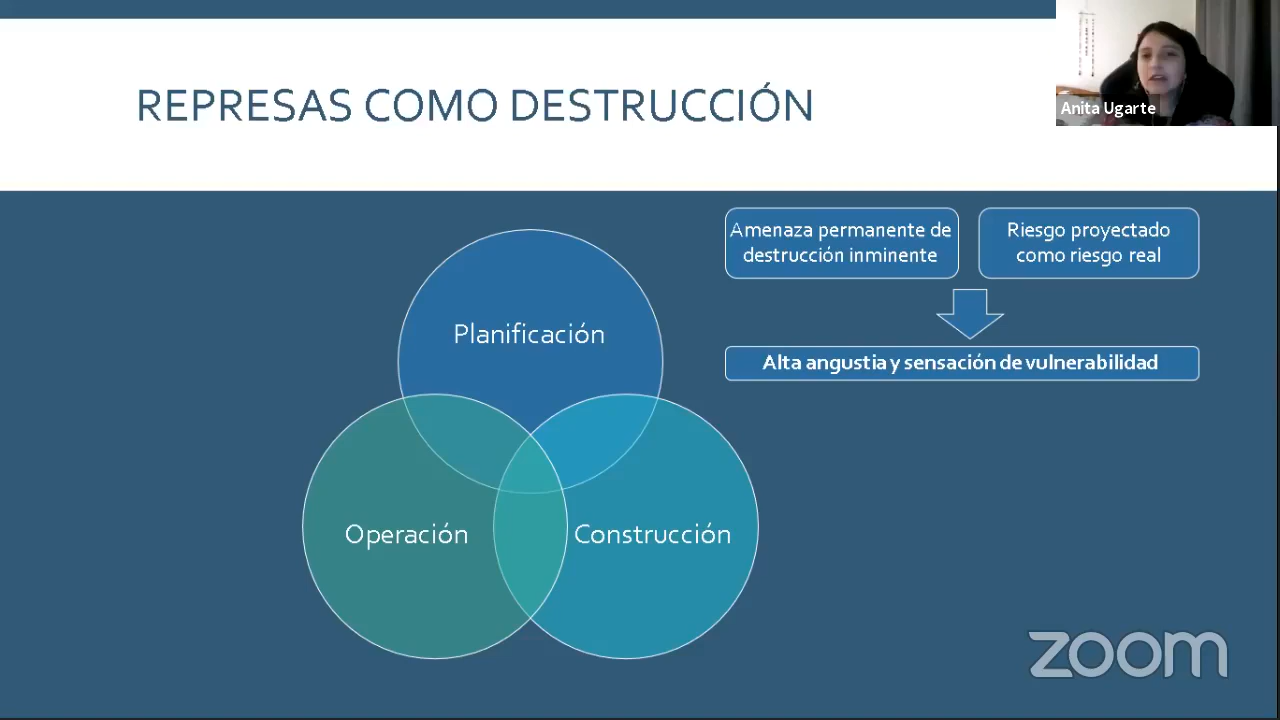 REPRESAS COMO DESTRUCCIÓN
Anita Ugarte
Amenaza permanente de
destrucción inminente
Riesgo proyectado
como riesgo real
Alta angustia y sensación de vulnerabilidad
Planificación
Operación
Construcción
zoom